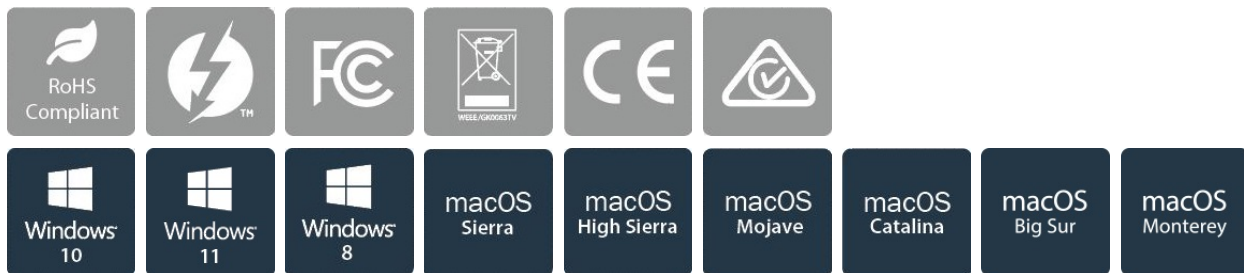 RoHS
Compliant
TM
FC
WEEE/GK0083TV
CE
Windows
10
Windows
11
Windows
8
macOS
Sierra
macOS
High Sierra
macOS
Mojave
macOS
Catalina
macOS
Big Sur
macOS
Monterey